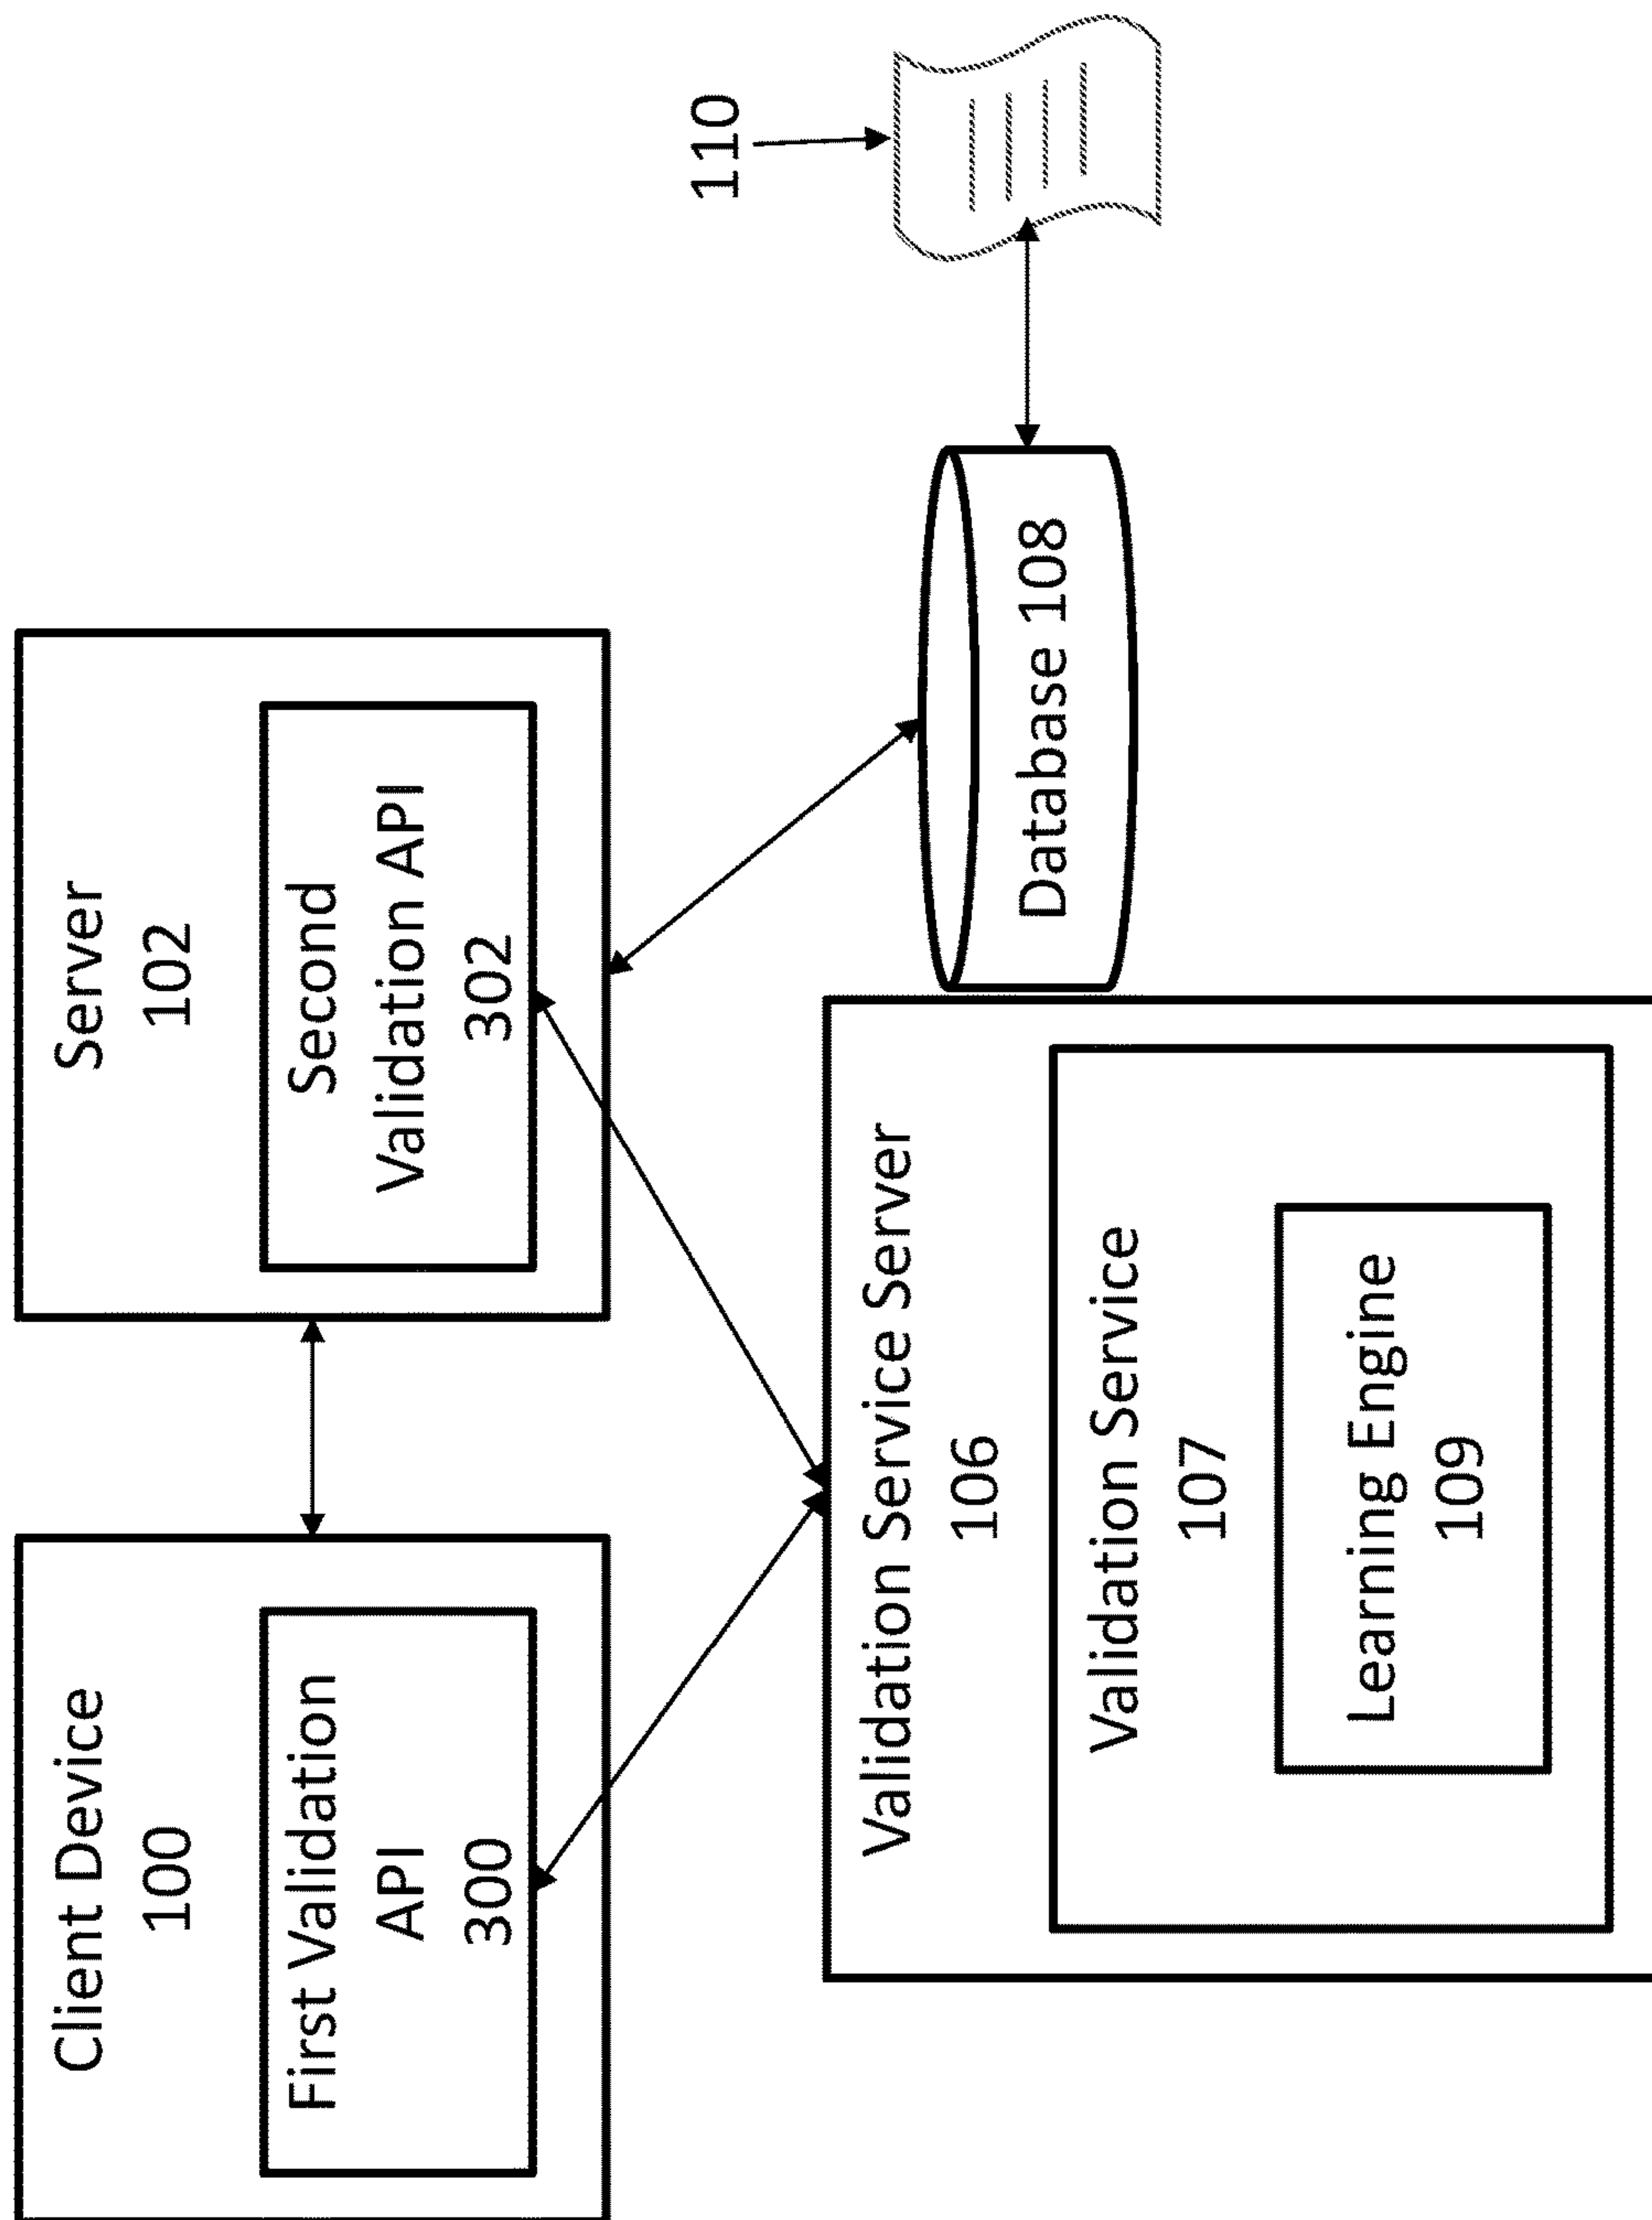 Client Device
100
First Validation
API
300
Server
102
Second
Validation API
302
Validation Service Server
106
Validation Service
107
Learning Engine
109
Database 108
110